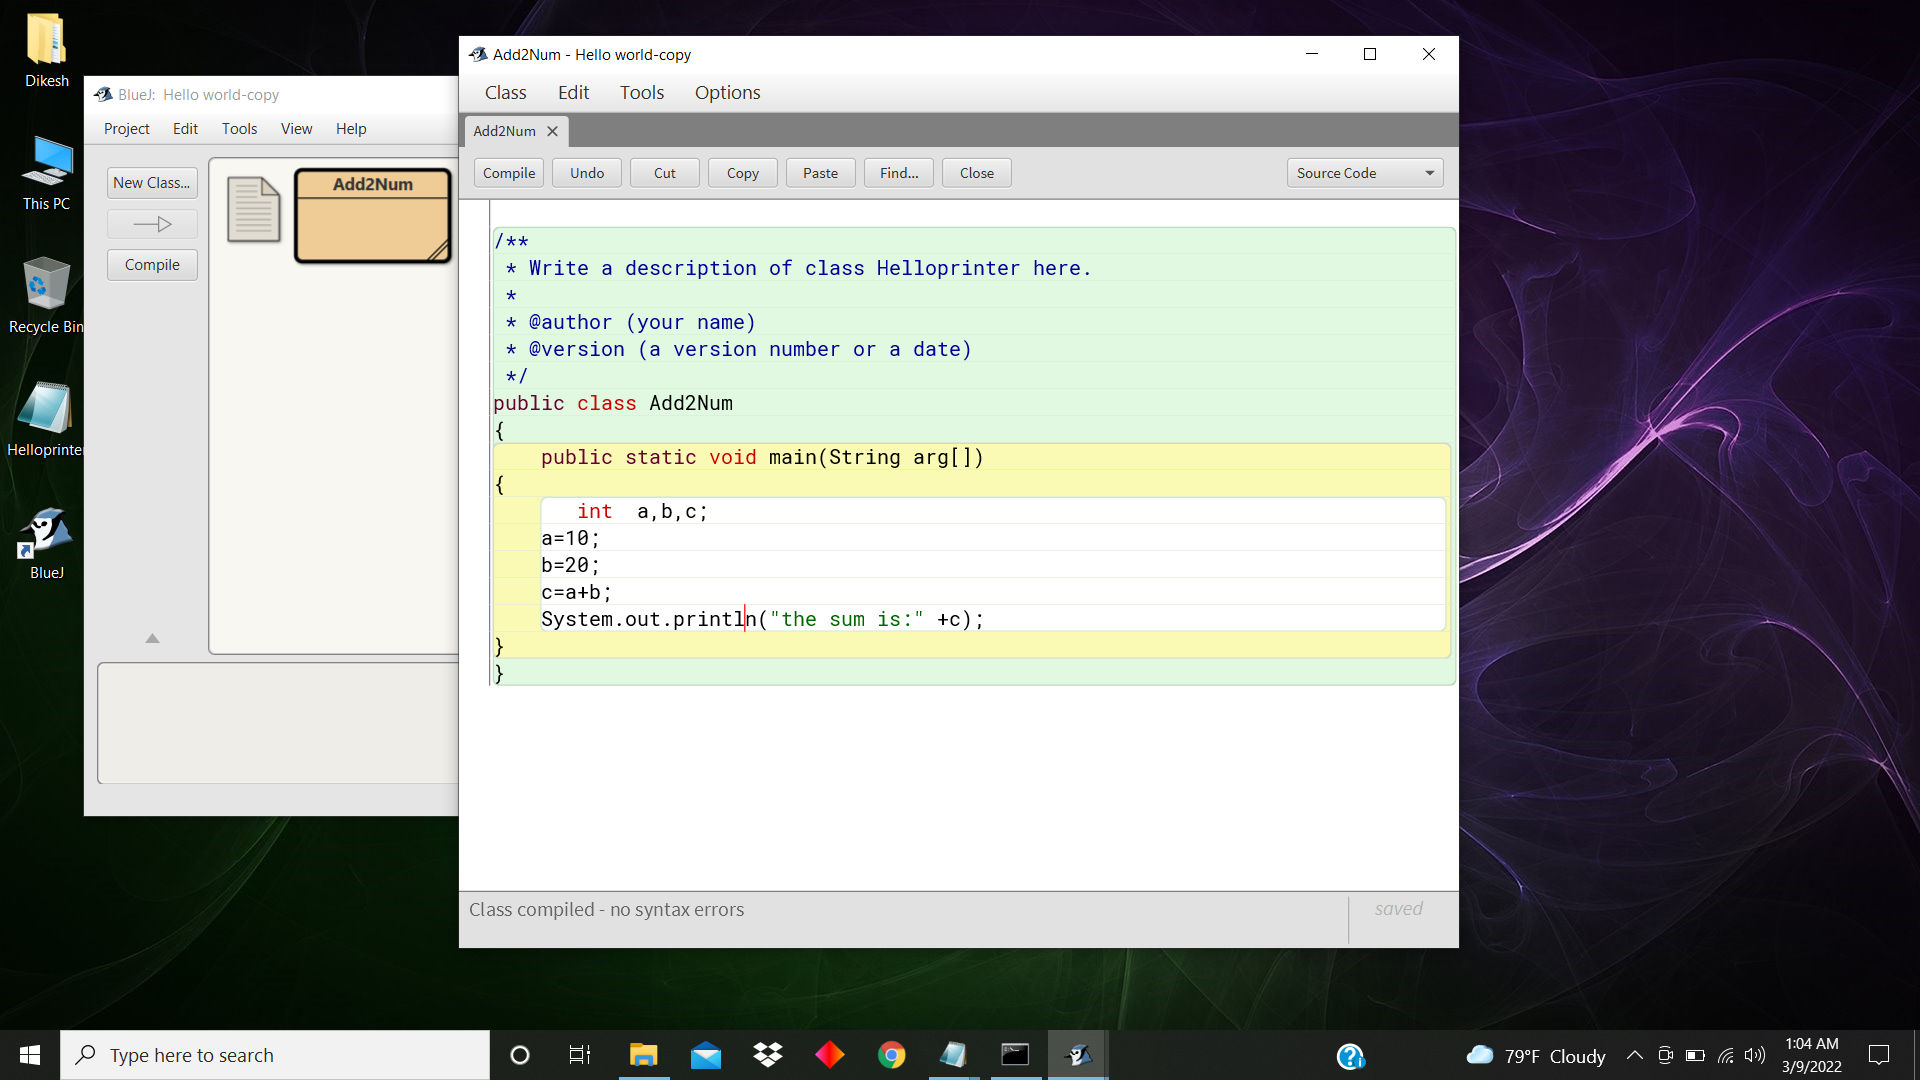 Dikesh
This PC
Recycle Bin
Helloprinter
BlueJ
BlueJ: Hello world-copy
Project Edit Tools View Help
New Class...
Compile
Add2Num
Add2Num - Hello world-copy
Class Edit Tools Options
Add2Num
Compile Undo Cut Copy Paste Find... Close Source Code
/**
* Write a description of class Helloprinter here.
*
* @author (your name)
* @version (a version number or a date)
*/
public class Add2Num
{
public static void main(String arg[])
{
int  a,b,c;
a=10;
b=20;
c=a+b;
System.out.println("the sum is:" +c);
}
}
Class compiled - no syntax errors
saved
Type here to search
79°F Cloudy
1:04 AM
3/9/2022